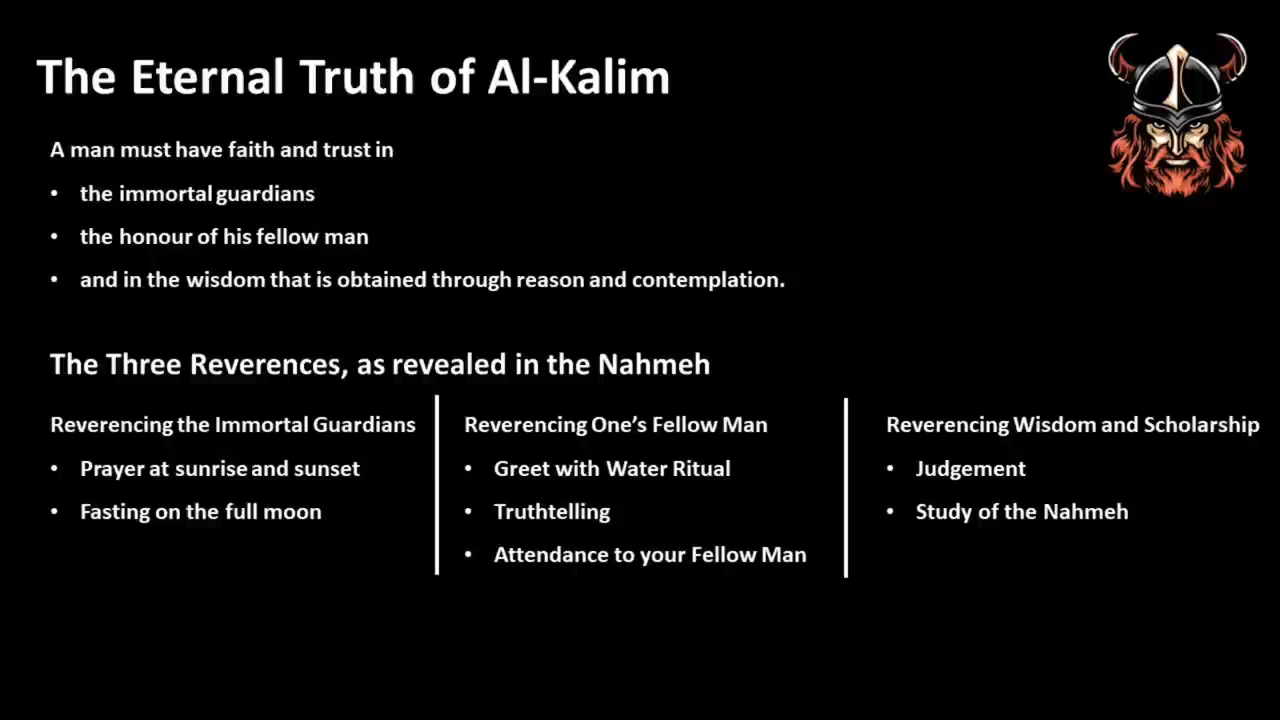 The Eternal Truth of Al-Kalim
A man must have faith and trust in
• the immortal guardians
• the honour of his fellow man
• and in the wisdom that is obtained through reason and contemplation.
The Three Reverences, as revealed in the Nahmeh
Reverencing the Immortal Guardians
• Prayer at sunrise and sunset
• Fasting on the full moon
Reverencing One’s Fellow Man
• Greet with Water Ritual
• Truthtelling
• Attendance to your Fellow Man
Reverencing Wisdom and Scholarship
• Judgement
• Study of the Nahmeh